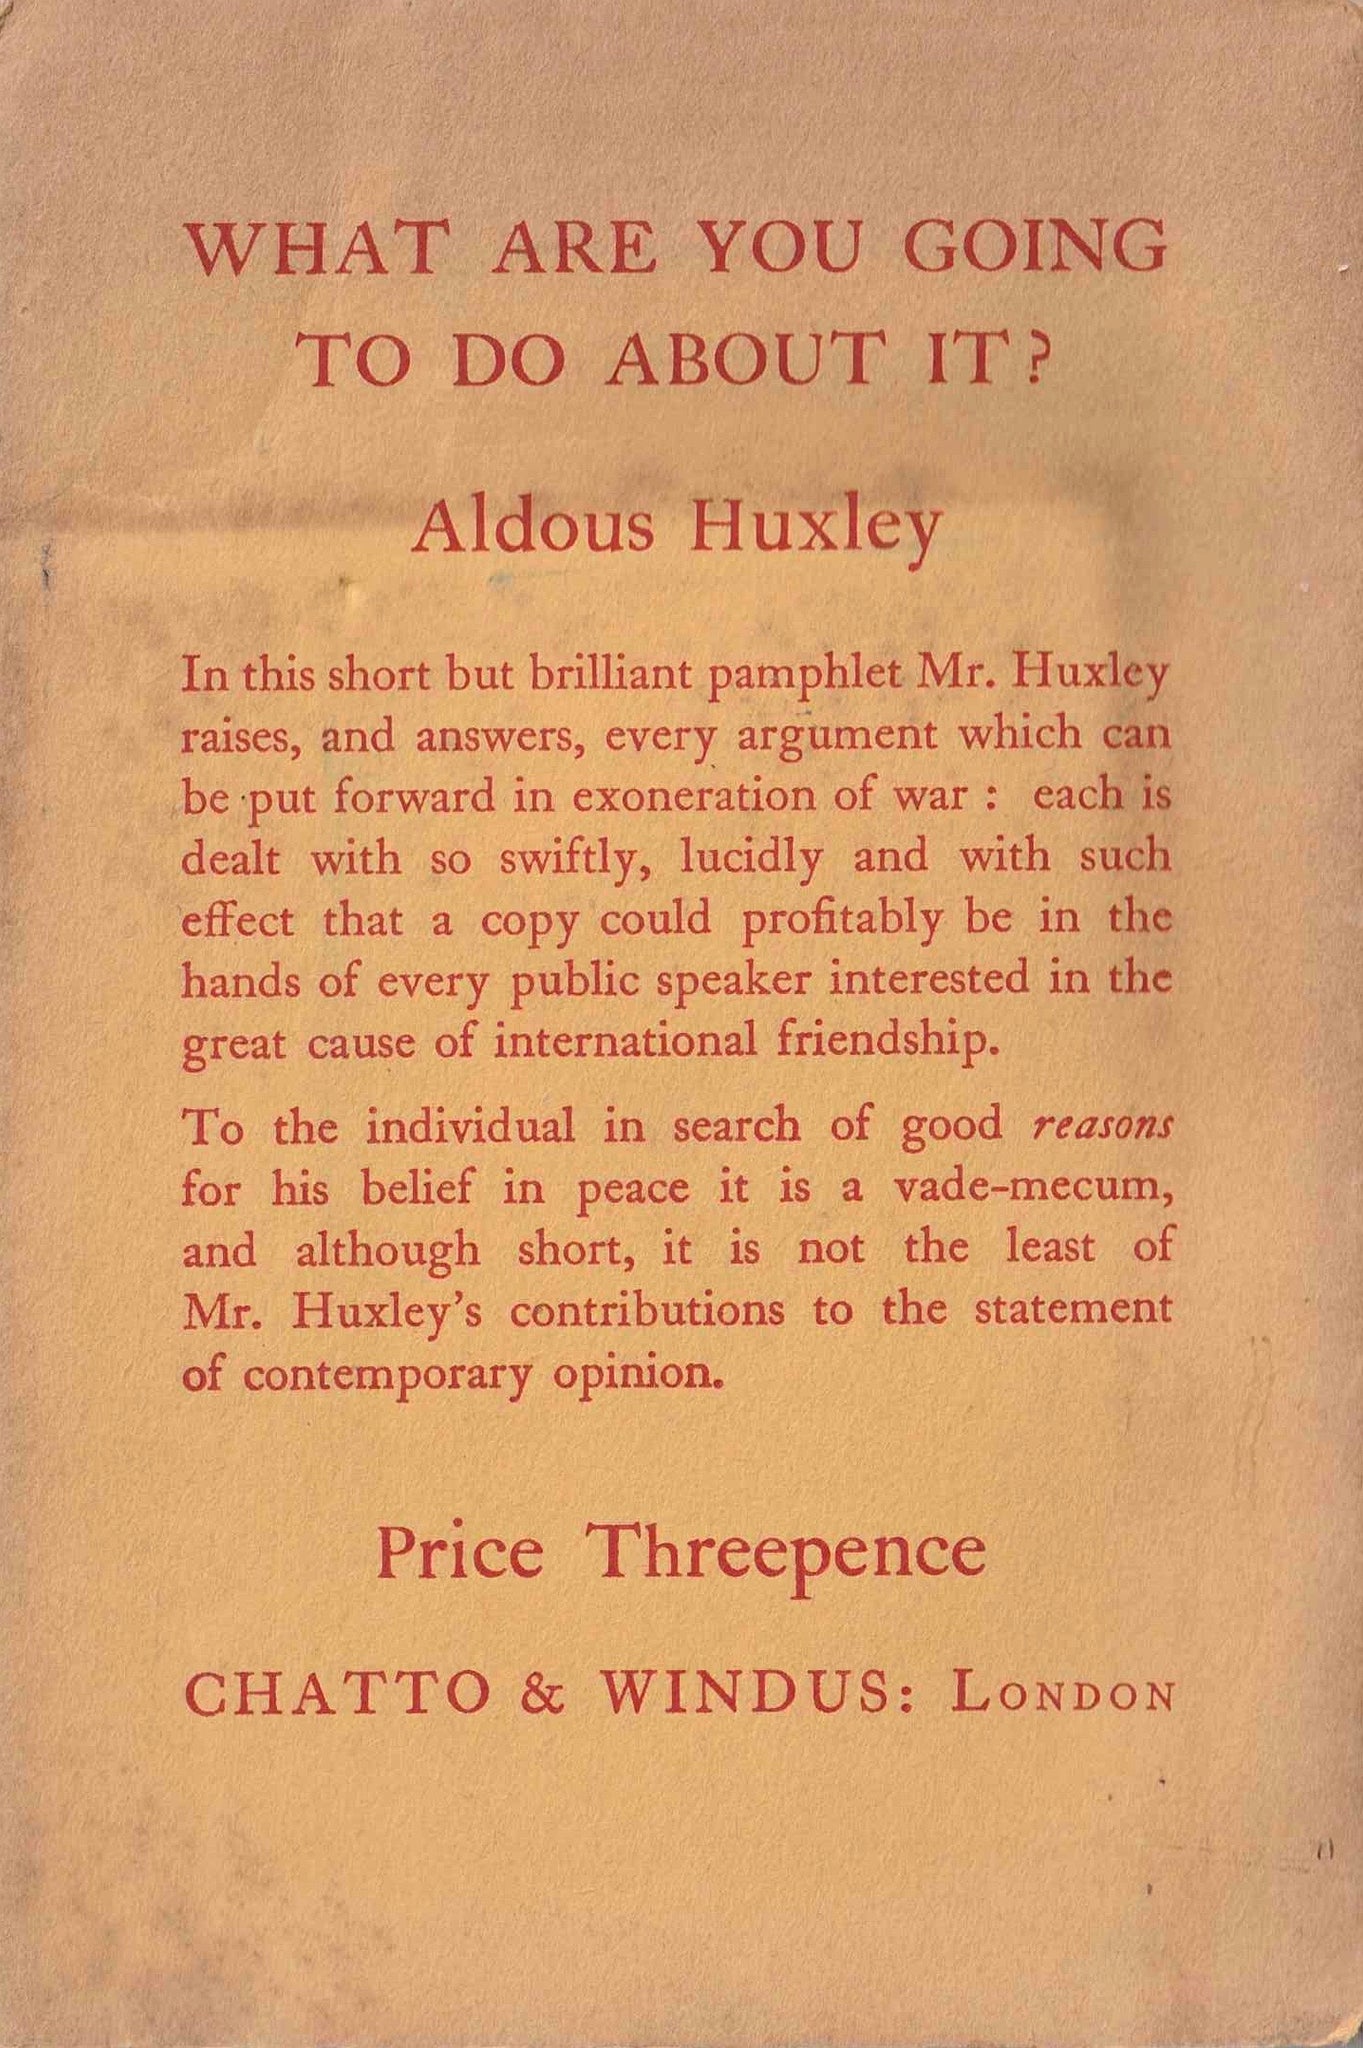 WHAT ARE YOU GOING
TO DO ABOUT IT?
Aldous Huxley
In this short but brilliant pamphlet Mr. Huxley
raises, and answers, every argument which can
be put forward in exoneration of war : each is
dealt with so swiftly, lucidly and with such
effect that a copy could profitably be in the
hands of every public speaker interested in the
great cause of international friendship.
To the individual in search of good reasons
for his belief in peace it is a vade-mecum,
and although short, it is not the least of
Mr. Huxley's contributions to the statement
of contemporary opinion.
Price Threepence
CHATTO & WINDUS: LONDON